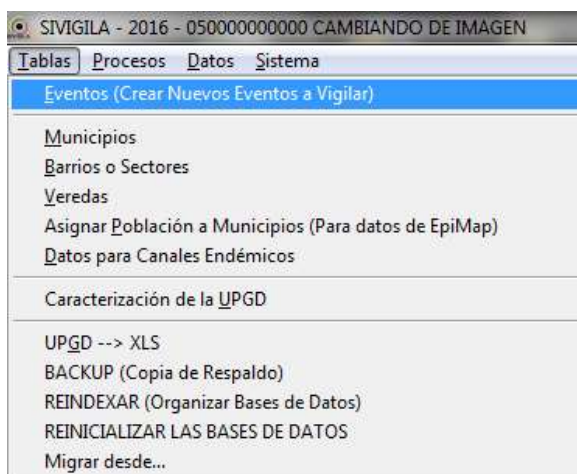 SIVIGILA - 2016 - 050000000000 CAMBIANDO DE IMAGEN
Tablas Procesos Datos Sistema
Eventos (Crear Nuevos Eventos a Vigilar)
Municipios
Barrios o Sectores
Veredas
Asignar Población a Municipios (Para datos de EpiMap)
Datos para Canales Endémicos
Caracterización de la UPGD
UPGD --> XLS
BACKUP (Copia de Respaldo)
REINDEXAR (Organizar Bases de Datos)
REINICIALIZAR LAS BASES DE DATOS
Migrar desde...